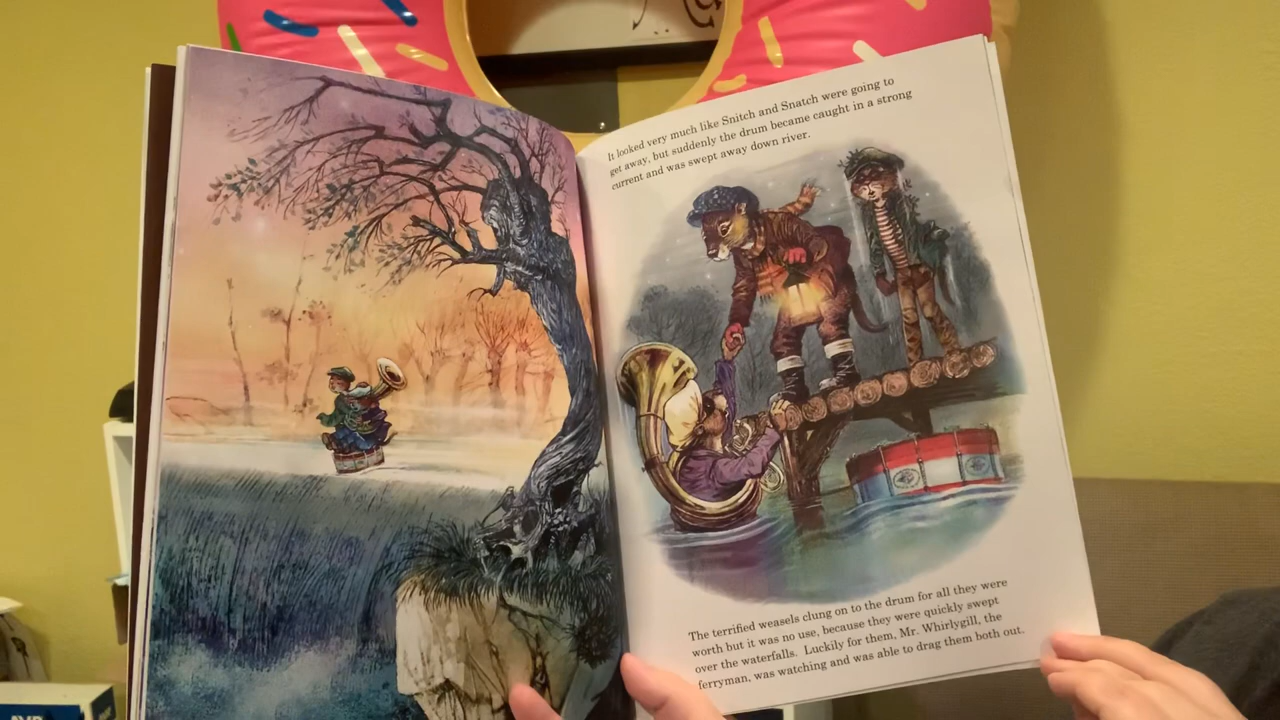 It looked very much like Snitch and Snatch were going to
get away, but suddenly the drum became caught in a strong
current and was swept away down river.
The terrified weasels clung on to the drum for all they were
worth but it was no use, because they were quickly swept
over the waterfalls. Luckily for them, Mr. Whirlygill, the
ferryman, was watching and was able to drag them both out.